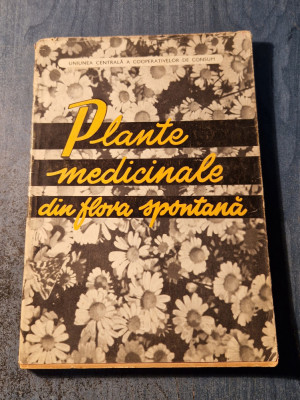 UNIUNEA CENTRALĂ A COOPERATIVELOR DE CONSUM
Plante
medicinale
din flora spontană